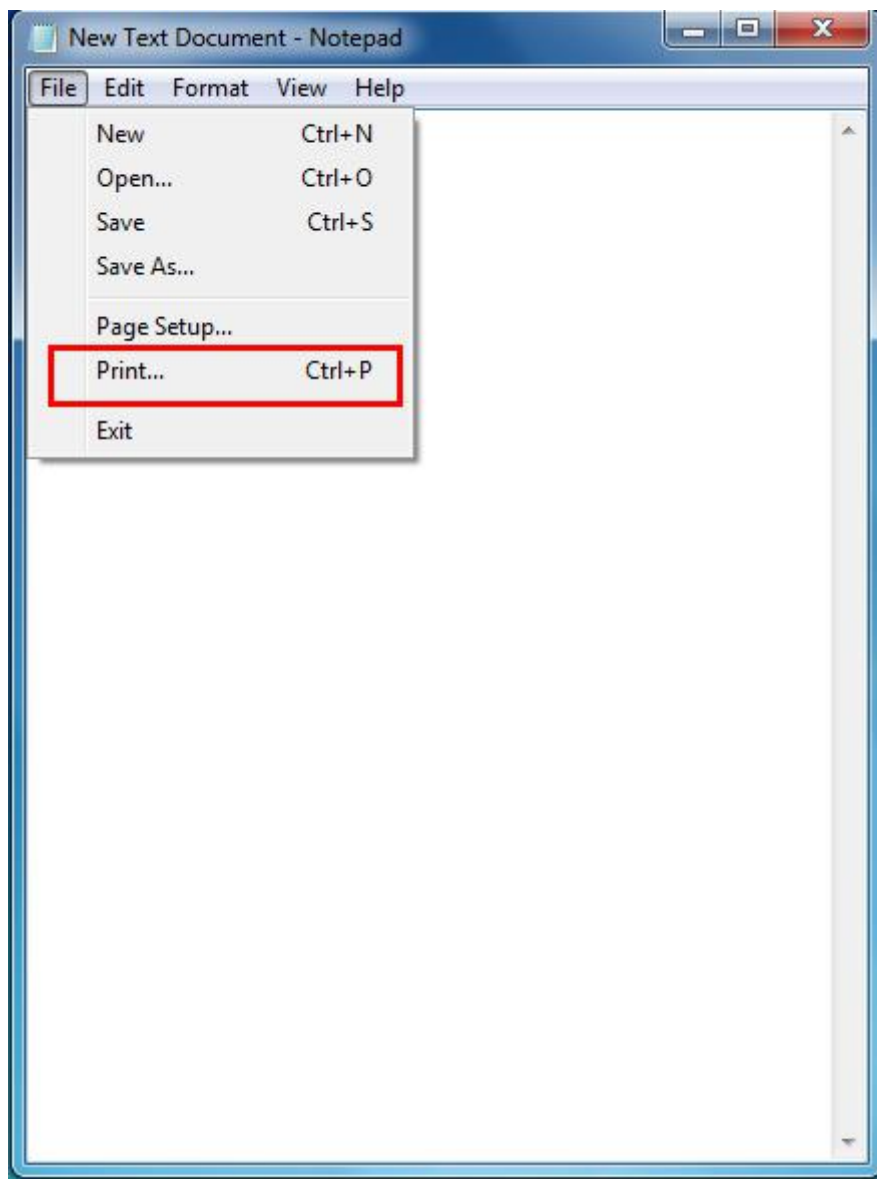 New Text Document - Notepad
File Edit Format View Help
New Ctrl+N
Open... Ctrl+O
Save Ctrl+S
Save As...
Page Setup...
Print... Ctrl+P
Exit